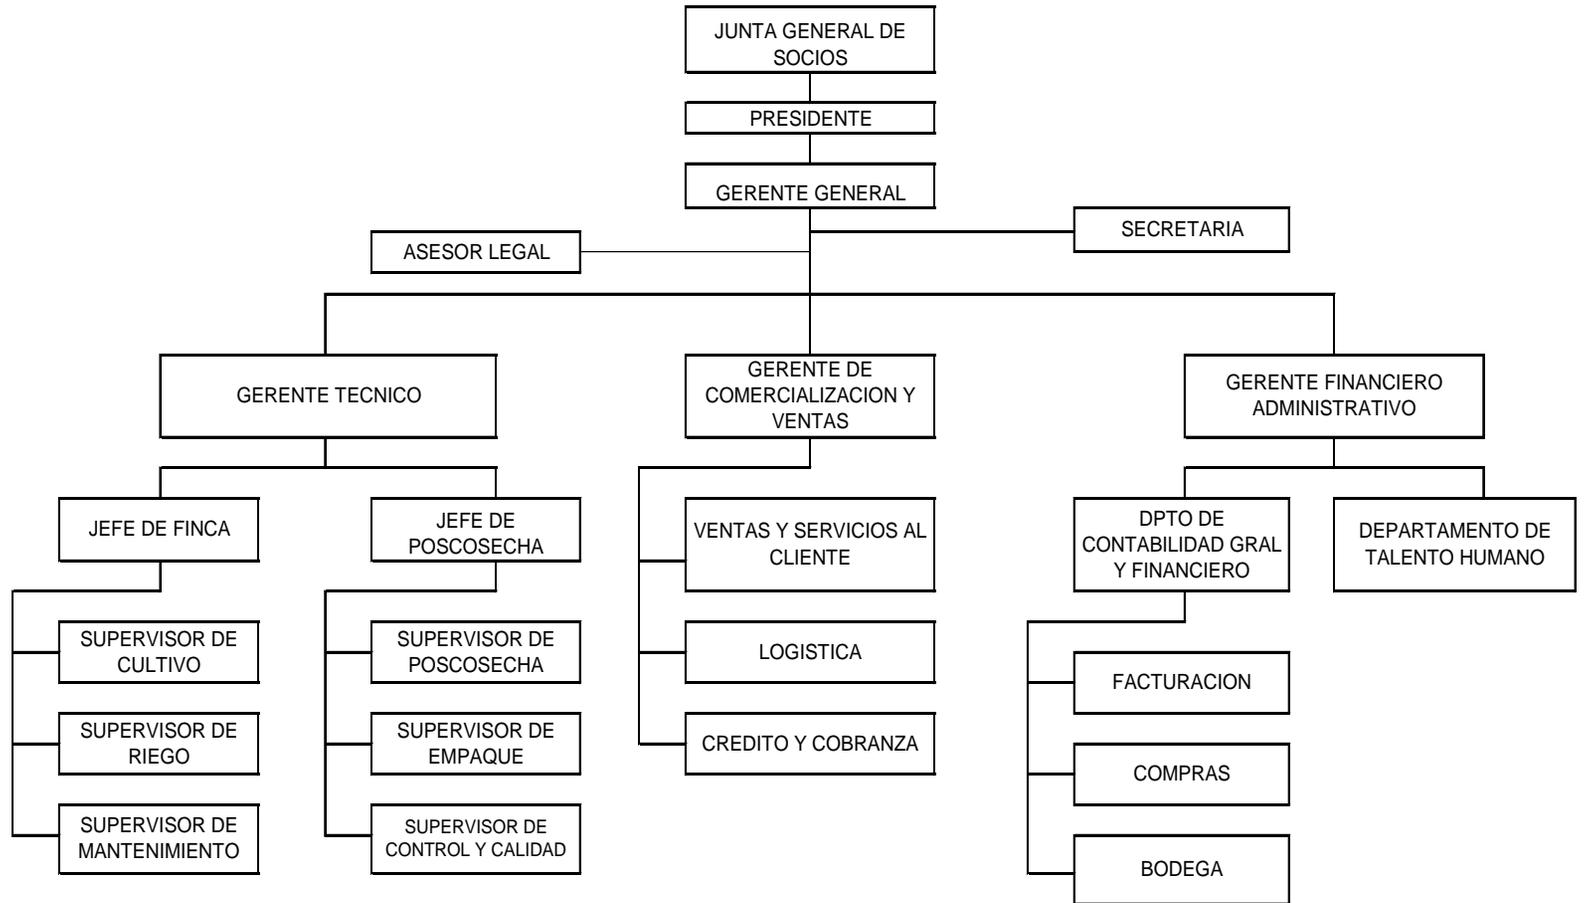 JUNTA GENERAL DE
SOCIOS
PRESIDENTE
GERENTE GENERAL
SECRETARIA
ASESOR LEGAL
GERENTE TECNICO
GERENTE DE
COMERCIALIZACION Y
VENTAS
GERENTE FINANCIERO
ADMINISTRATIVO
JEFE DE FINCA
JEFE DE
POSCOSECHA
VENTAS Y SERVICIOS AL
CLIENTE
DPTO DE
CONTABILIDAD GRAL
Y FINANCIERO
DEPARTAMENTO DE
TALENTO HUMANO
SUPERVISOR DE
CULTIVO
SUPERVISOR DE
POSCOSECHA
LOGISTICA
FACTURACION
SUPERVISOR DE
RIEGO
SUPERVISOR DE
EMPAQUE
CREDITO Y COBRANZA
COMPRAS
SUPERVISOR DE
MANTENIMIENTO
SUPERVISOR DE
CONTROL Y CALIDAD
BODEGA